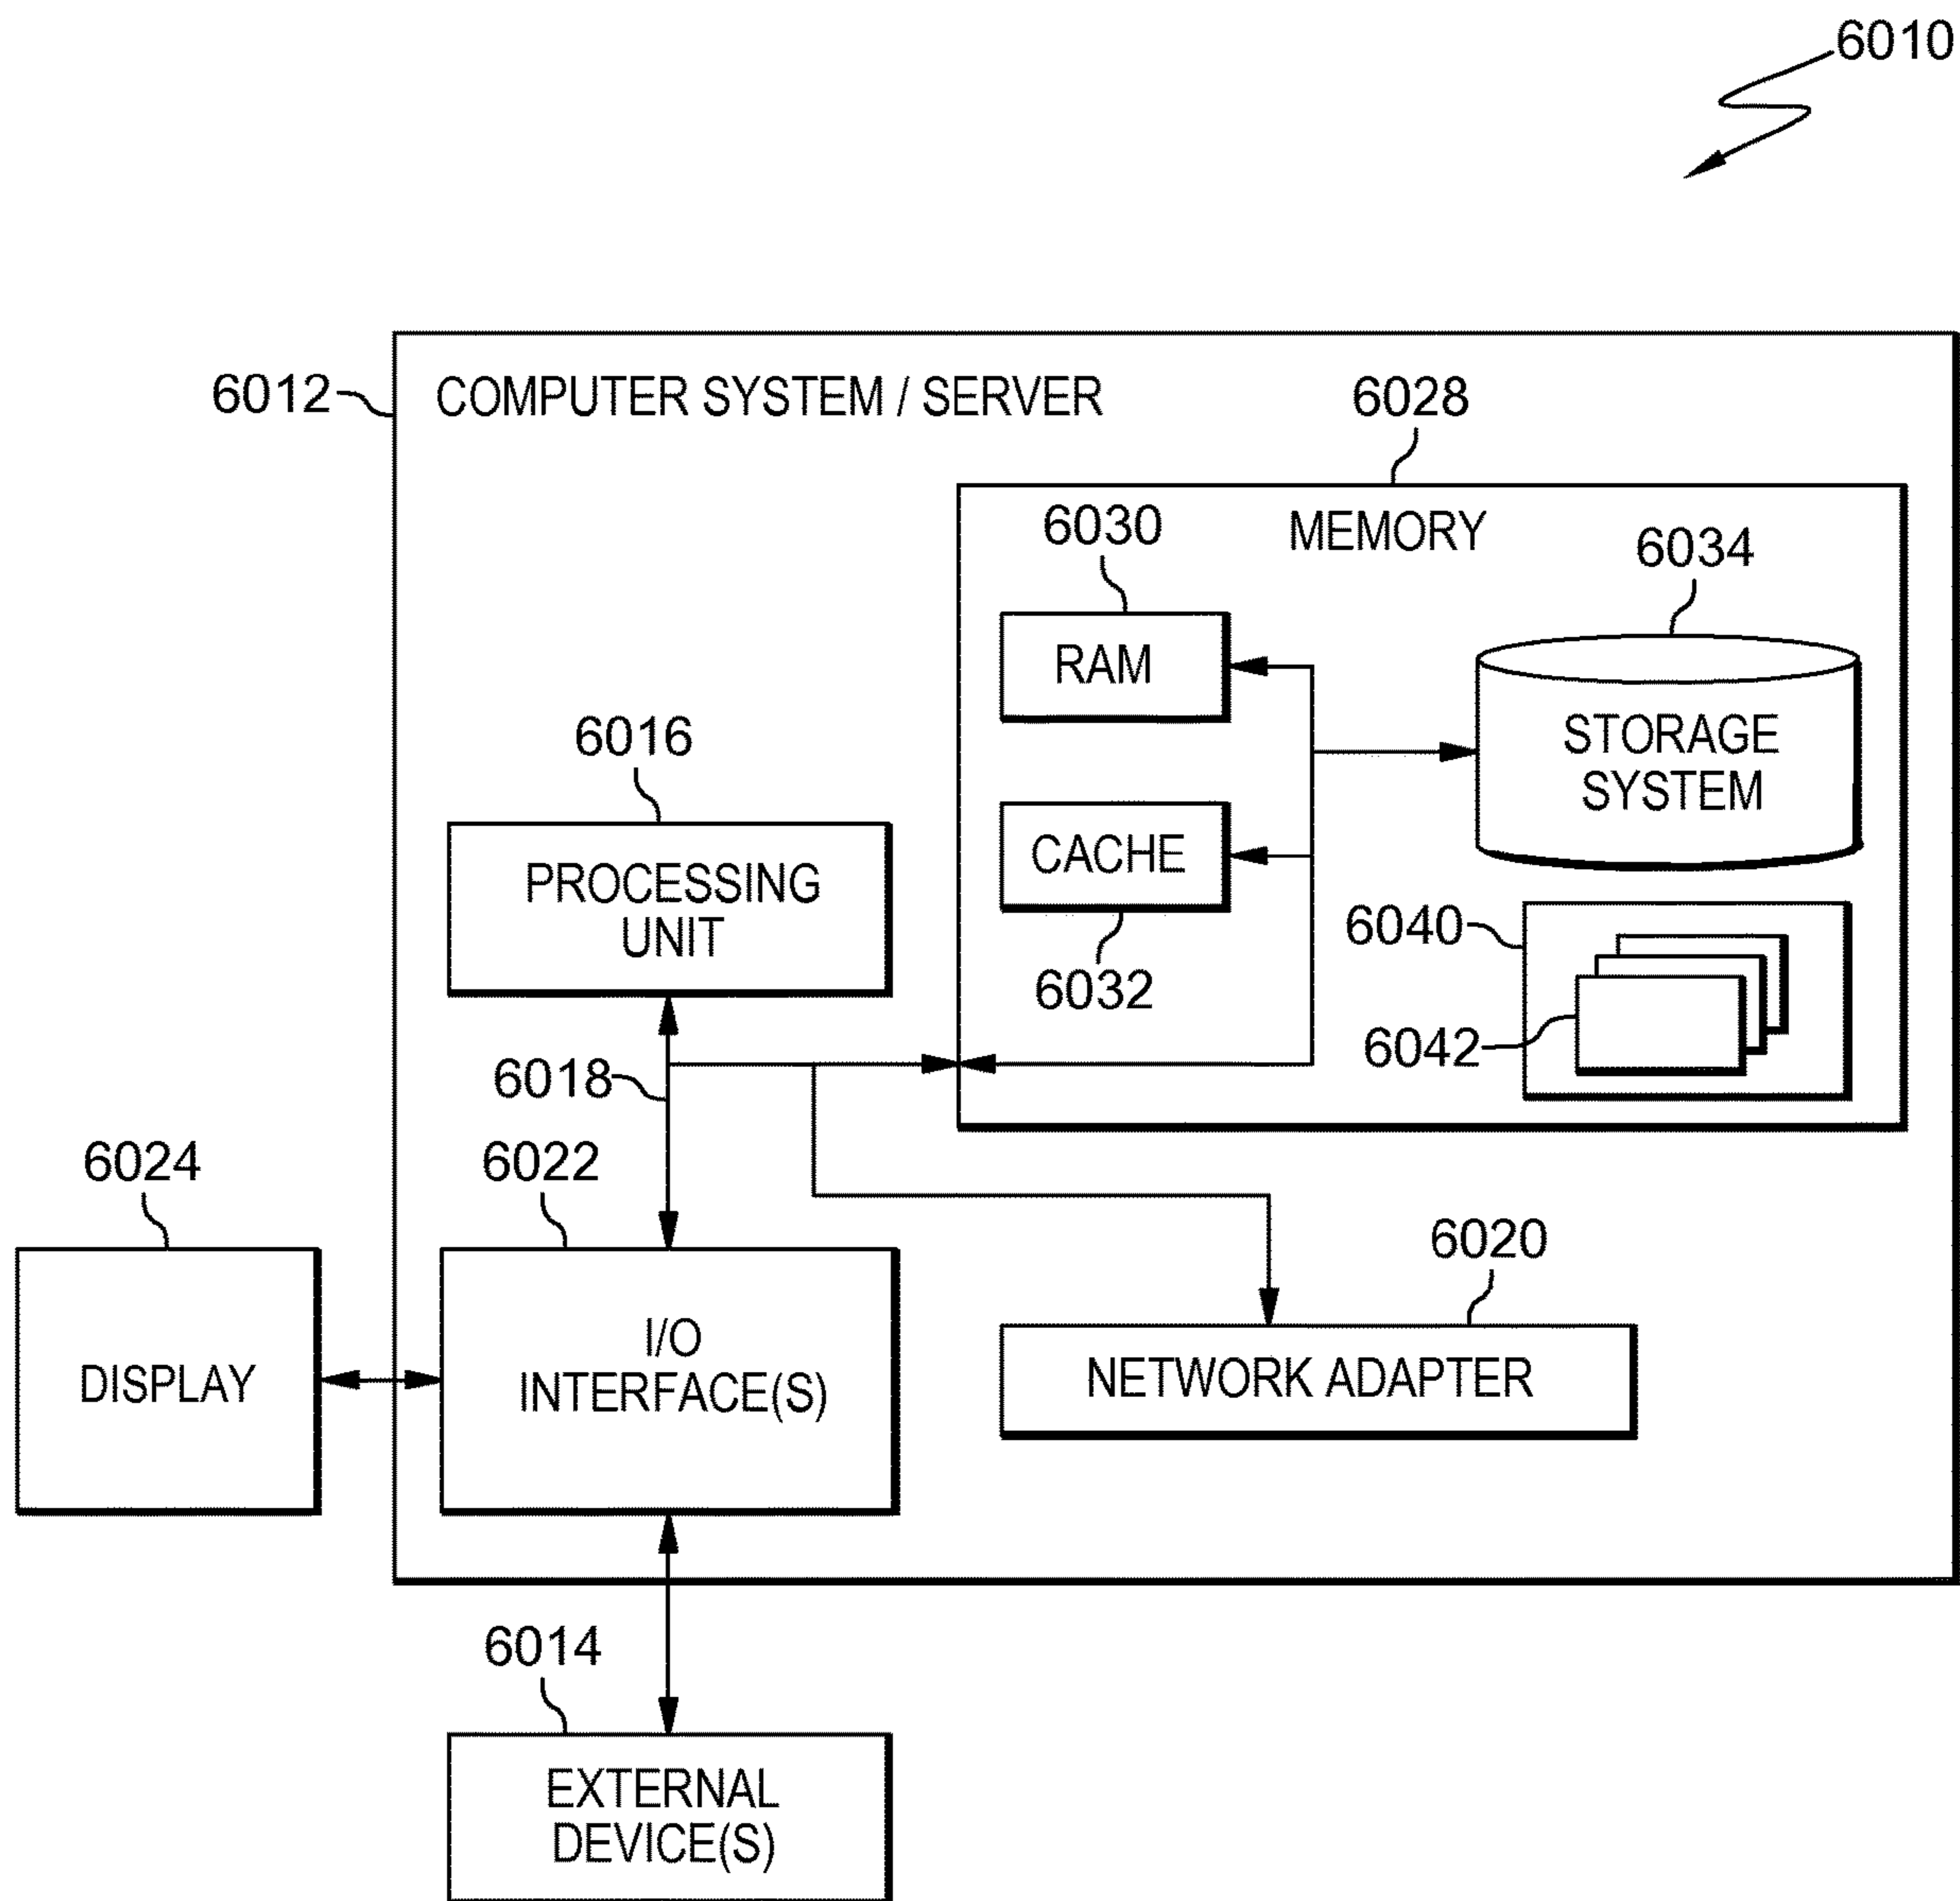 6010
6012
COMPUTER SYSTEM / SERVER
6028
MEMORY
6030
RAM
6034
STORAGE
SYSTEM
CACHE
6032
6040
6042
6016
PROCESSING
UNIT
6018
6024
DISPLAY
6022
I/O
INTERFACE(S)
6020
NETWORK ADAPTER
6014
EXTERNAL
DEVICE(S)